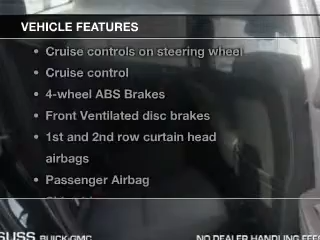 VEHICLE FEATURES
• Cruise controls on steering wheel
• Cruise control
• 4-wheel ABS Brakes
• Front Ventilated disc brakes
• 1st and 2nd row curtain head
airbags
• Passenger Airbag
SUSS BUICK-GMC NO DEALER HANDLING FEES